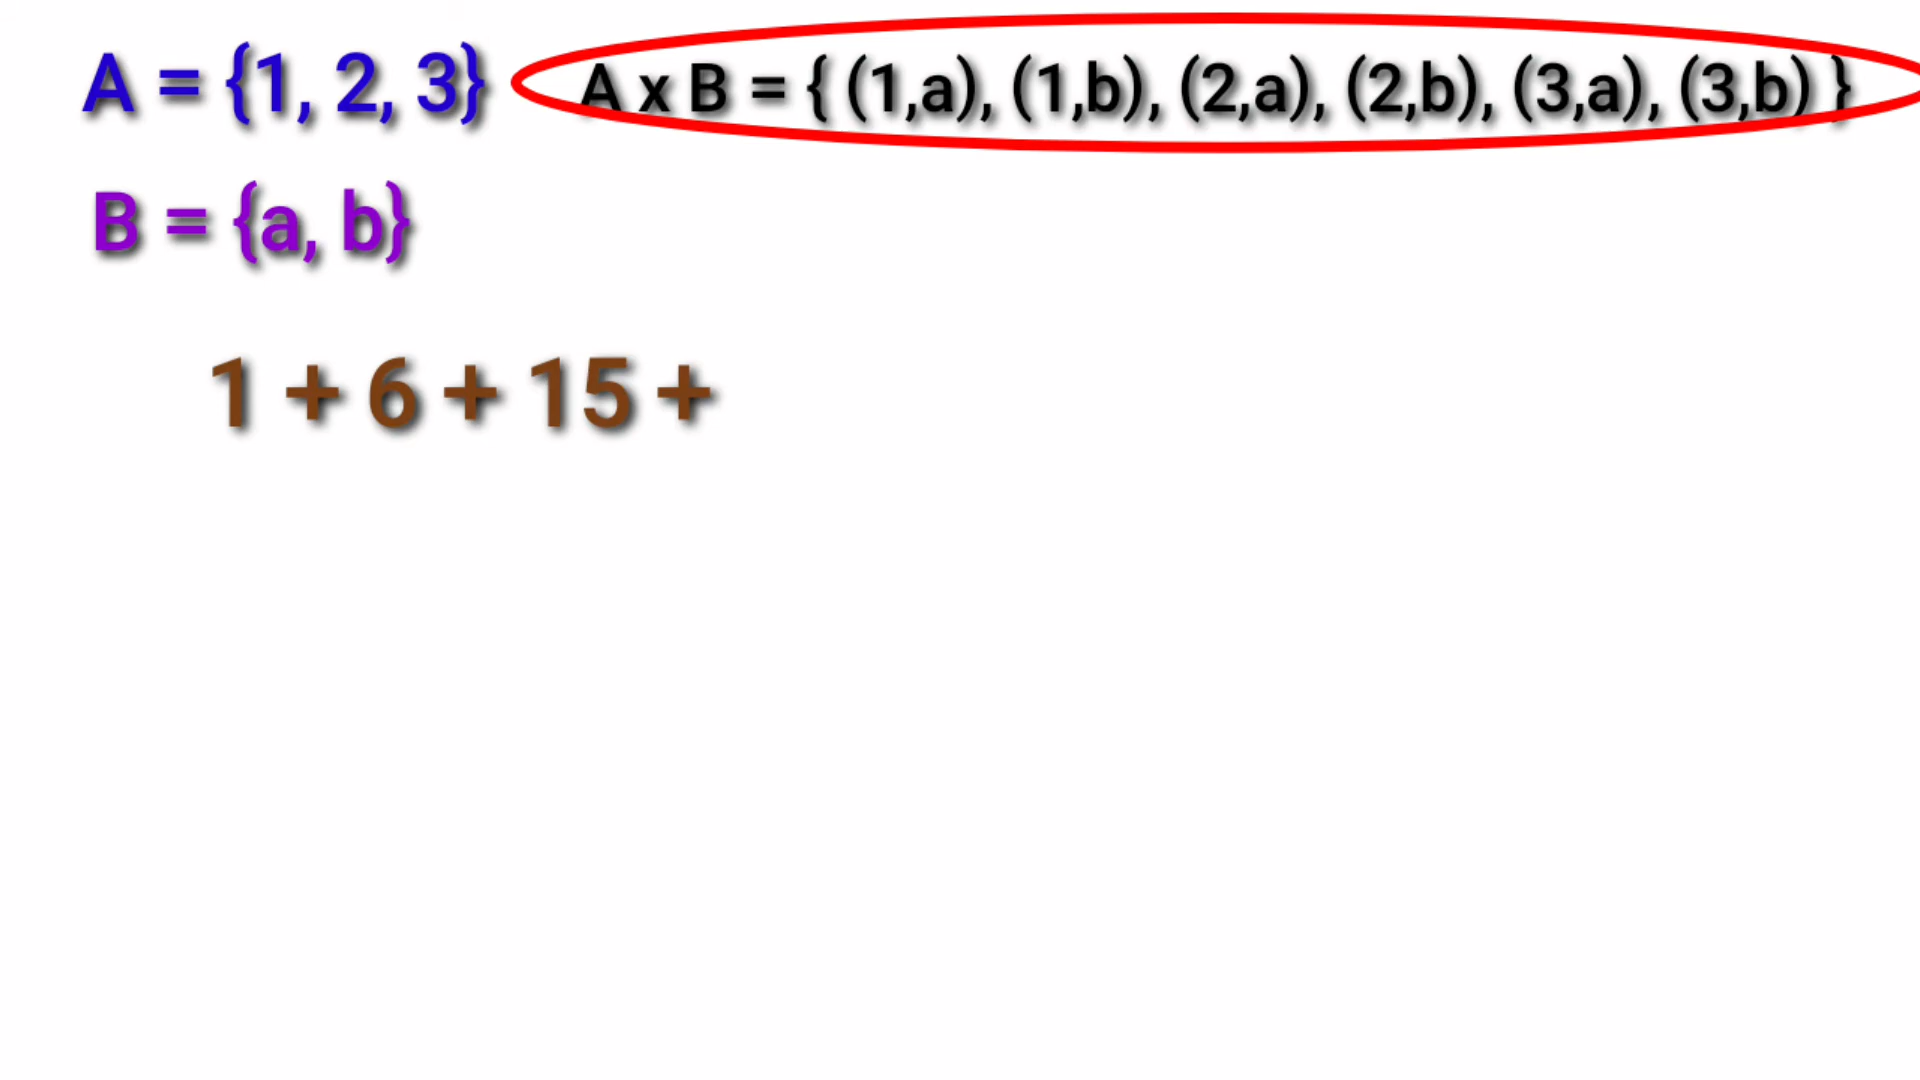 A = {1, 2, 3}
A x B = { (1,a), (1,b), (2,a), (2,b), (3,a), (3,b) }
B = {a, b}
1 + 6 + 15 +